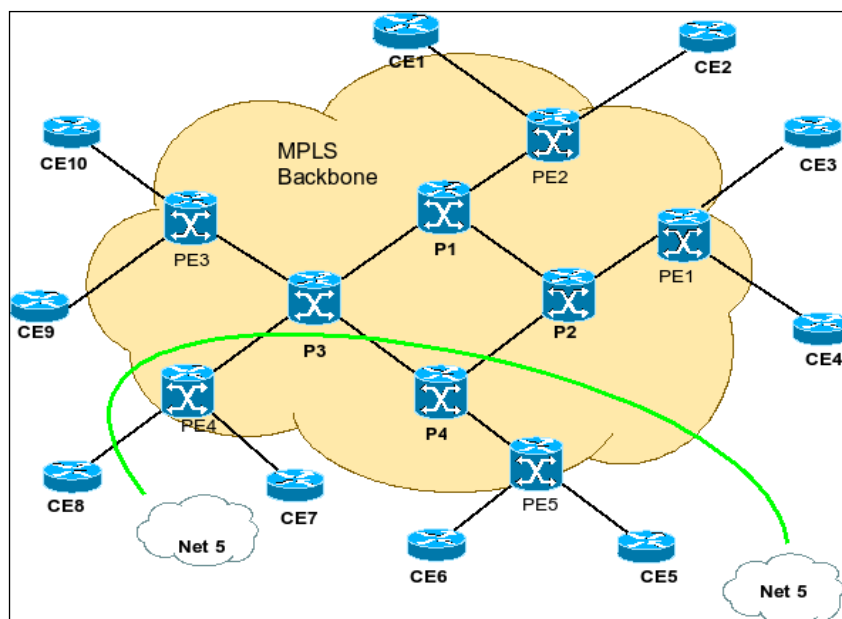 CE1
CE2
CE10
MPLS
Backbone
PE2
CE3
PE3
P1
PE1
CE9
P3
P2
CE4
PE4
P4
CE8
CE7
PE5
Net 5
CE6
CE5
Net 5